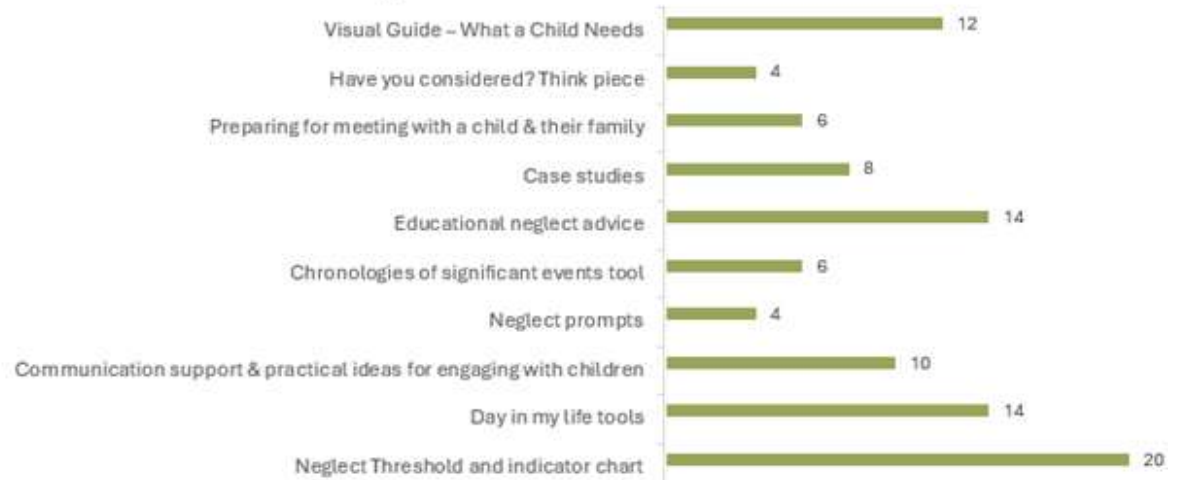 Visual Guide – What a Child Needs 12
Have you considered? Think piece 4
Preparing for meeting with a child & their family 6
Case studies 8
Educational neglect advice 14
Chronologies of significant events tool 6
Neglect prompts 4
Communication support & practical ideas for engaging with children 10
Day in my life tools 14
Neglect Threshold and indicator chart 20